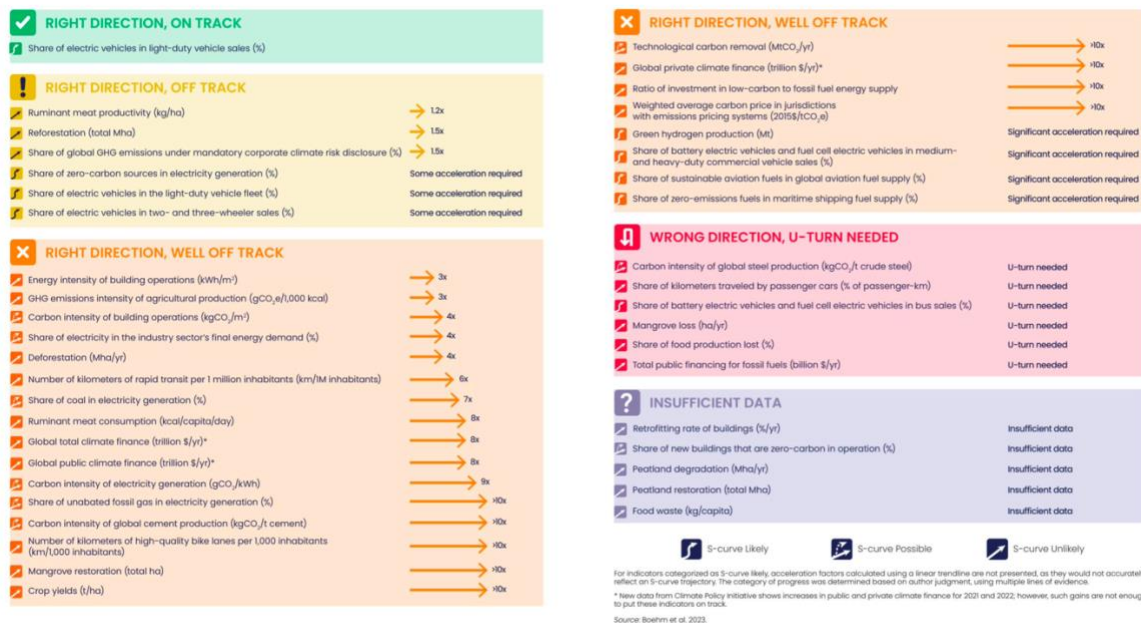 RIGHT DIRECTION, ON TRACK
Share of electric vehicles in light-duty vehicle sales (%)
RIGHT DIRECTION, OFF TRACK
Ruminant meat productivity (kg/ha) 1.2x
Reforestation (total Mha) 1.5x
Share of global GHG emissions under mandatory corporate climate risk disclosure (%) 1.5x
Share of zero-carbon sources in electricity generation (%) Some acceleration required
Share of electric vehicles in the light-duty vehicle fleet (%) Some acceleration required
Share of electric vehicles in two- and three-wheeler sales (%) Some acceleration required
RIGHT DIRECTION, WELL OFF TRACK
Energy intensity of building operations (kWh/m²) 3x
GHG emissions intensity of agricultural production (gCO₂e/1,000 kcal) 3x
Carbon intensity of building operations (kgCO₂/m²) 4x
Share of electricity in the industry sector's final energy demand (%) 4x
Deforestation (Mha/yr) 4x
Number of kilometers of rapid transit per 1 million inhabitants (km/1M inhabitants) 6x
Share of coal in electricity generation (%) 7x
Ruminant meat consumption (kcal/capita/day) 8x
Global total climate finance (trillion $/yr)* 8x
Global public climate finance (trillion $/yr)* 8x
Carbon intensity of electricity generation (gCO₂/kWh) 9x
Share of unabated fossil gas in electricity generation (%) >10x
Carbon intensity of global cement production (kgCO₂/t cement) >10x
Number of kilometers of high-quality bike lanes per 1,000 inhabitants
(km/1,000 inhabitants) >10x
Mangrove restoration (total ha) >10x
Crop yields (t/ha) >10x
RIGHT DIRECTION, WELL OFF TRACK
Technological carbon removal (MtCO₂/yr) >10x
Global private climate finance (trillion $/yr)* >10x
Ratio of investment in low-carbon to fossil fuel energy supply >10x
Weighted average carbon price in jurisdictions
with emissions pricing systems (2015$/tCO₂e) >10x
Green hydrogen production (Mt) Significant acceleration required
Share of battery electric vehicles and fuel cell electric vehicles in medium-
and heavy-duty commercial vehicle sales (%) Significant acceleration required
Share of sustainable aviation fuels in global aviation fuel supply (%) Significant acceleration required
Share of zero-emissions fuels in maritime shipping fuel supply (%) Significant acceleration required
WRONG DIRECTION, U-TURN NEEDED
Carbon intensity of global steel production (kgCO₂/t crude steel) U-turn needed
Share of kilometers traveled by passenger cars (% of passenger-km) U-turn needed
Share of battery electric vehicles and fuel cell electric vehicles in bus sales (%) U-turn needed
Mangrove loss (ha/yr) U-turn needed
Share of food production lost (%) U-turn needed
Total public financing for fossil fuels (billion $/yr) U-turn needed
INSUFFICIENT DATA
Retrofitting rate of buildings (%/yr) Insufficient data
Share of new buildings that are zero-carbon in operation (%) Insufficient data
Peatland degradation (Mha/yr) Insufficient data
Peatland restoration (total Mha) Insufficient data
Food waste (kg/capita) Insufficient data
S-curve Likely S-curve Possible S-curve Unlikely
For indicators categorized as S-curve likely, acceleration factors calculated using a linear trendline are not presented, as they would not accurately
reflect an S-curve trajectory. The category of progress was determined based on author judgment, using multiple lines of evidence.
* New data from Climate Policy Initiative shows increases in public and private climate finance for 2021 and 2022; however, such gains are not enough
to put these indicators on track.
Source: Boehm et al. 2023.